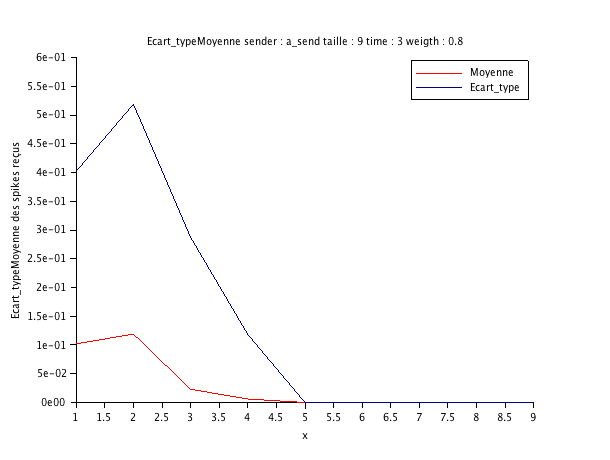 Ecart_typeMoyenne sender : a_send taille : 9 time : 3 weigth : 0.8
Moyenne
Ecart_type
Ecart_typeMoyenne des spikes reçus
6e-01
5.5e-01
5e-01
4.5e-01
4e-01
3.5e-01
3e-01
2.5e-01
2e-01
1.5e-01
1e-01
5e-02
0e00
1 1.5 2 2.5 3 3.5 4 4.5 5 5.5 6 6.5 7 7.5 8 8.5 9
x